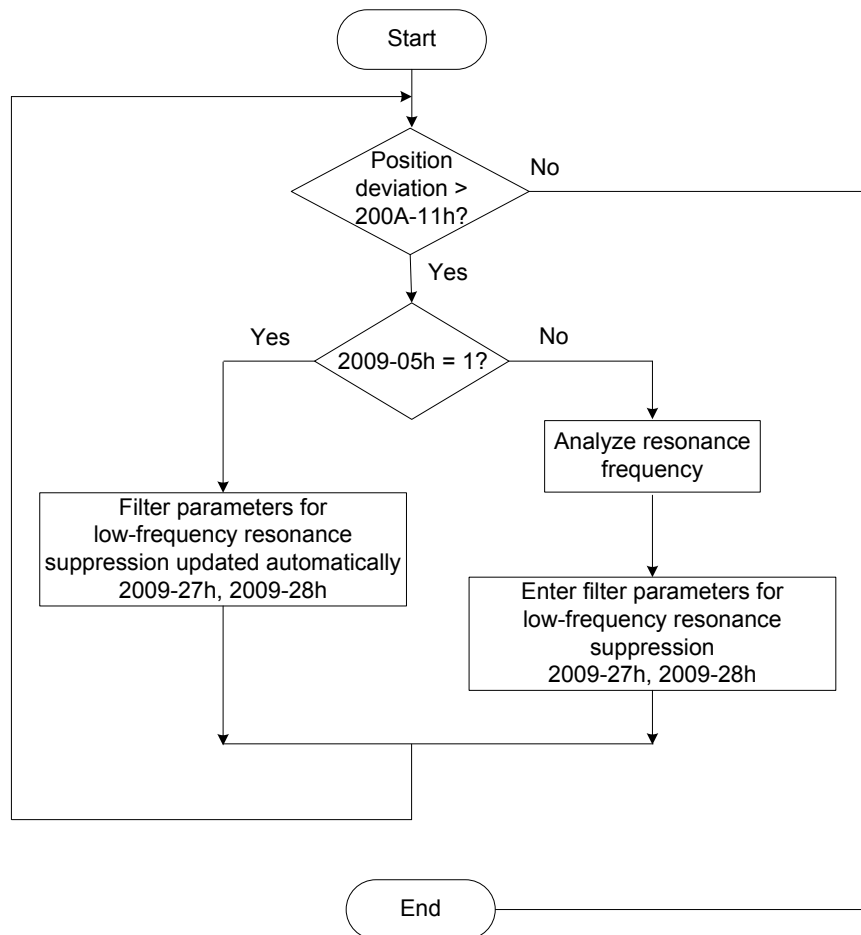 Start
Position
deviation >
200A-11h?
No
Yes
Yes
2009-05h = 1?
No
Analyze resonance
frequency
Filter parameters for
low-frequency resonance
suppression updated automatically
2009-27h, 2009-28h
Enter filter parameters for
low-frequency resonance
suppression
2009-27h, 2009-28h
End